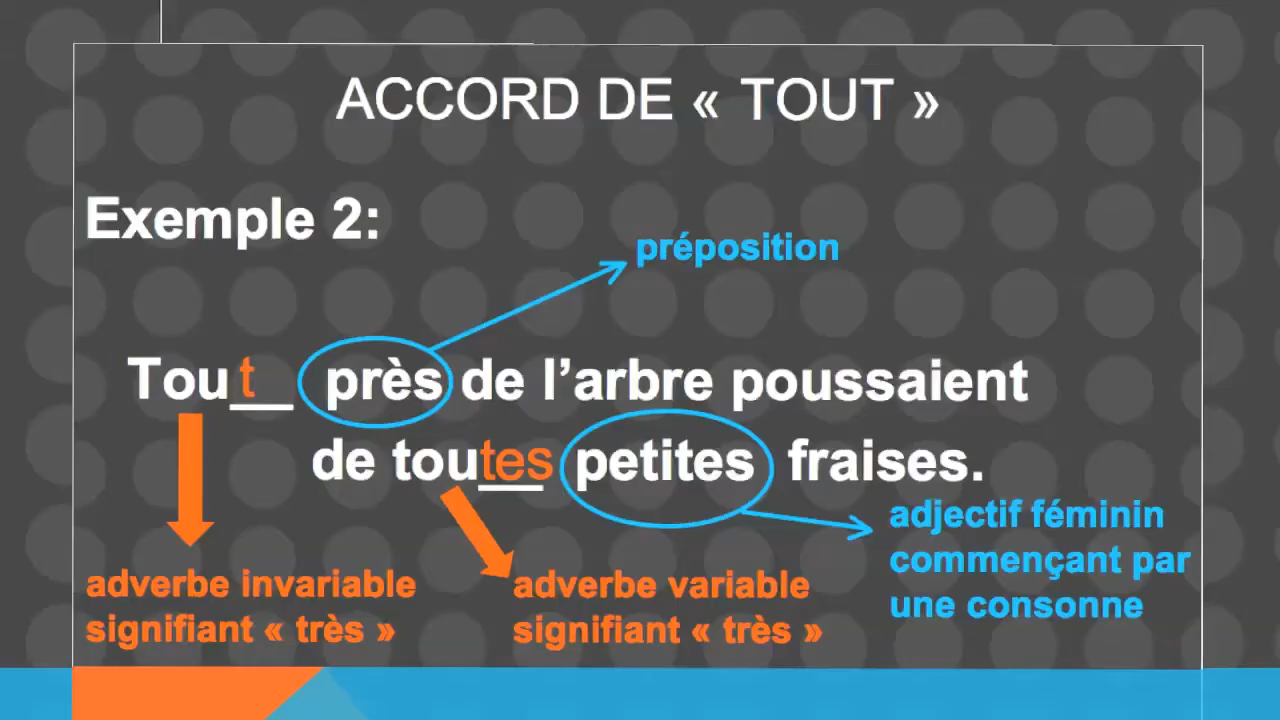 ACCORD DE « TOUT »
Exemple 2:
préposition
Tout près de l’arbre poussaient
de toutes petites fraises.
adjectif féminin
commençant par
une consonne
adverbe invariable
signifiant « très »
adverbe variable
signifiant « très »